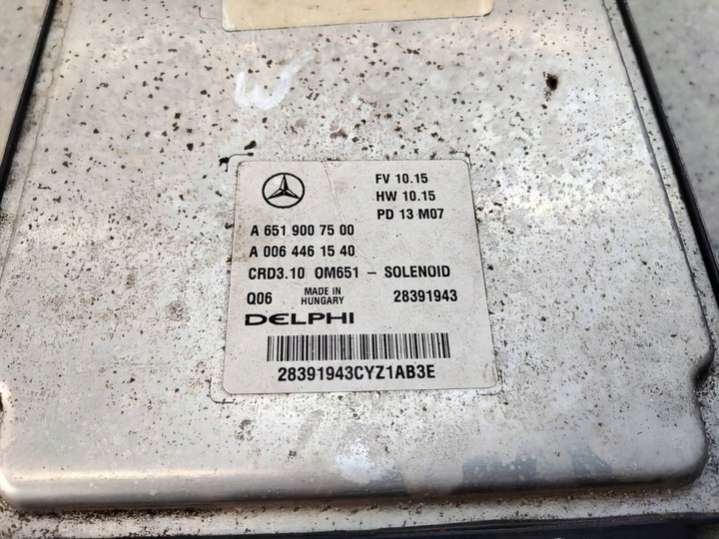 W
FV 10.15
HW 10.15
PD 13 M07
A 651 900 75 00
A 006 446 15 40
CRD3.10 OM651 – SOLENOID
Q06 MADE IN HUNGARY 28391943
DELPHI
28391943CYZ1AB3E